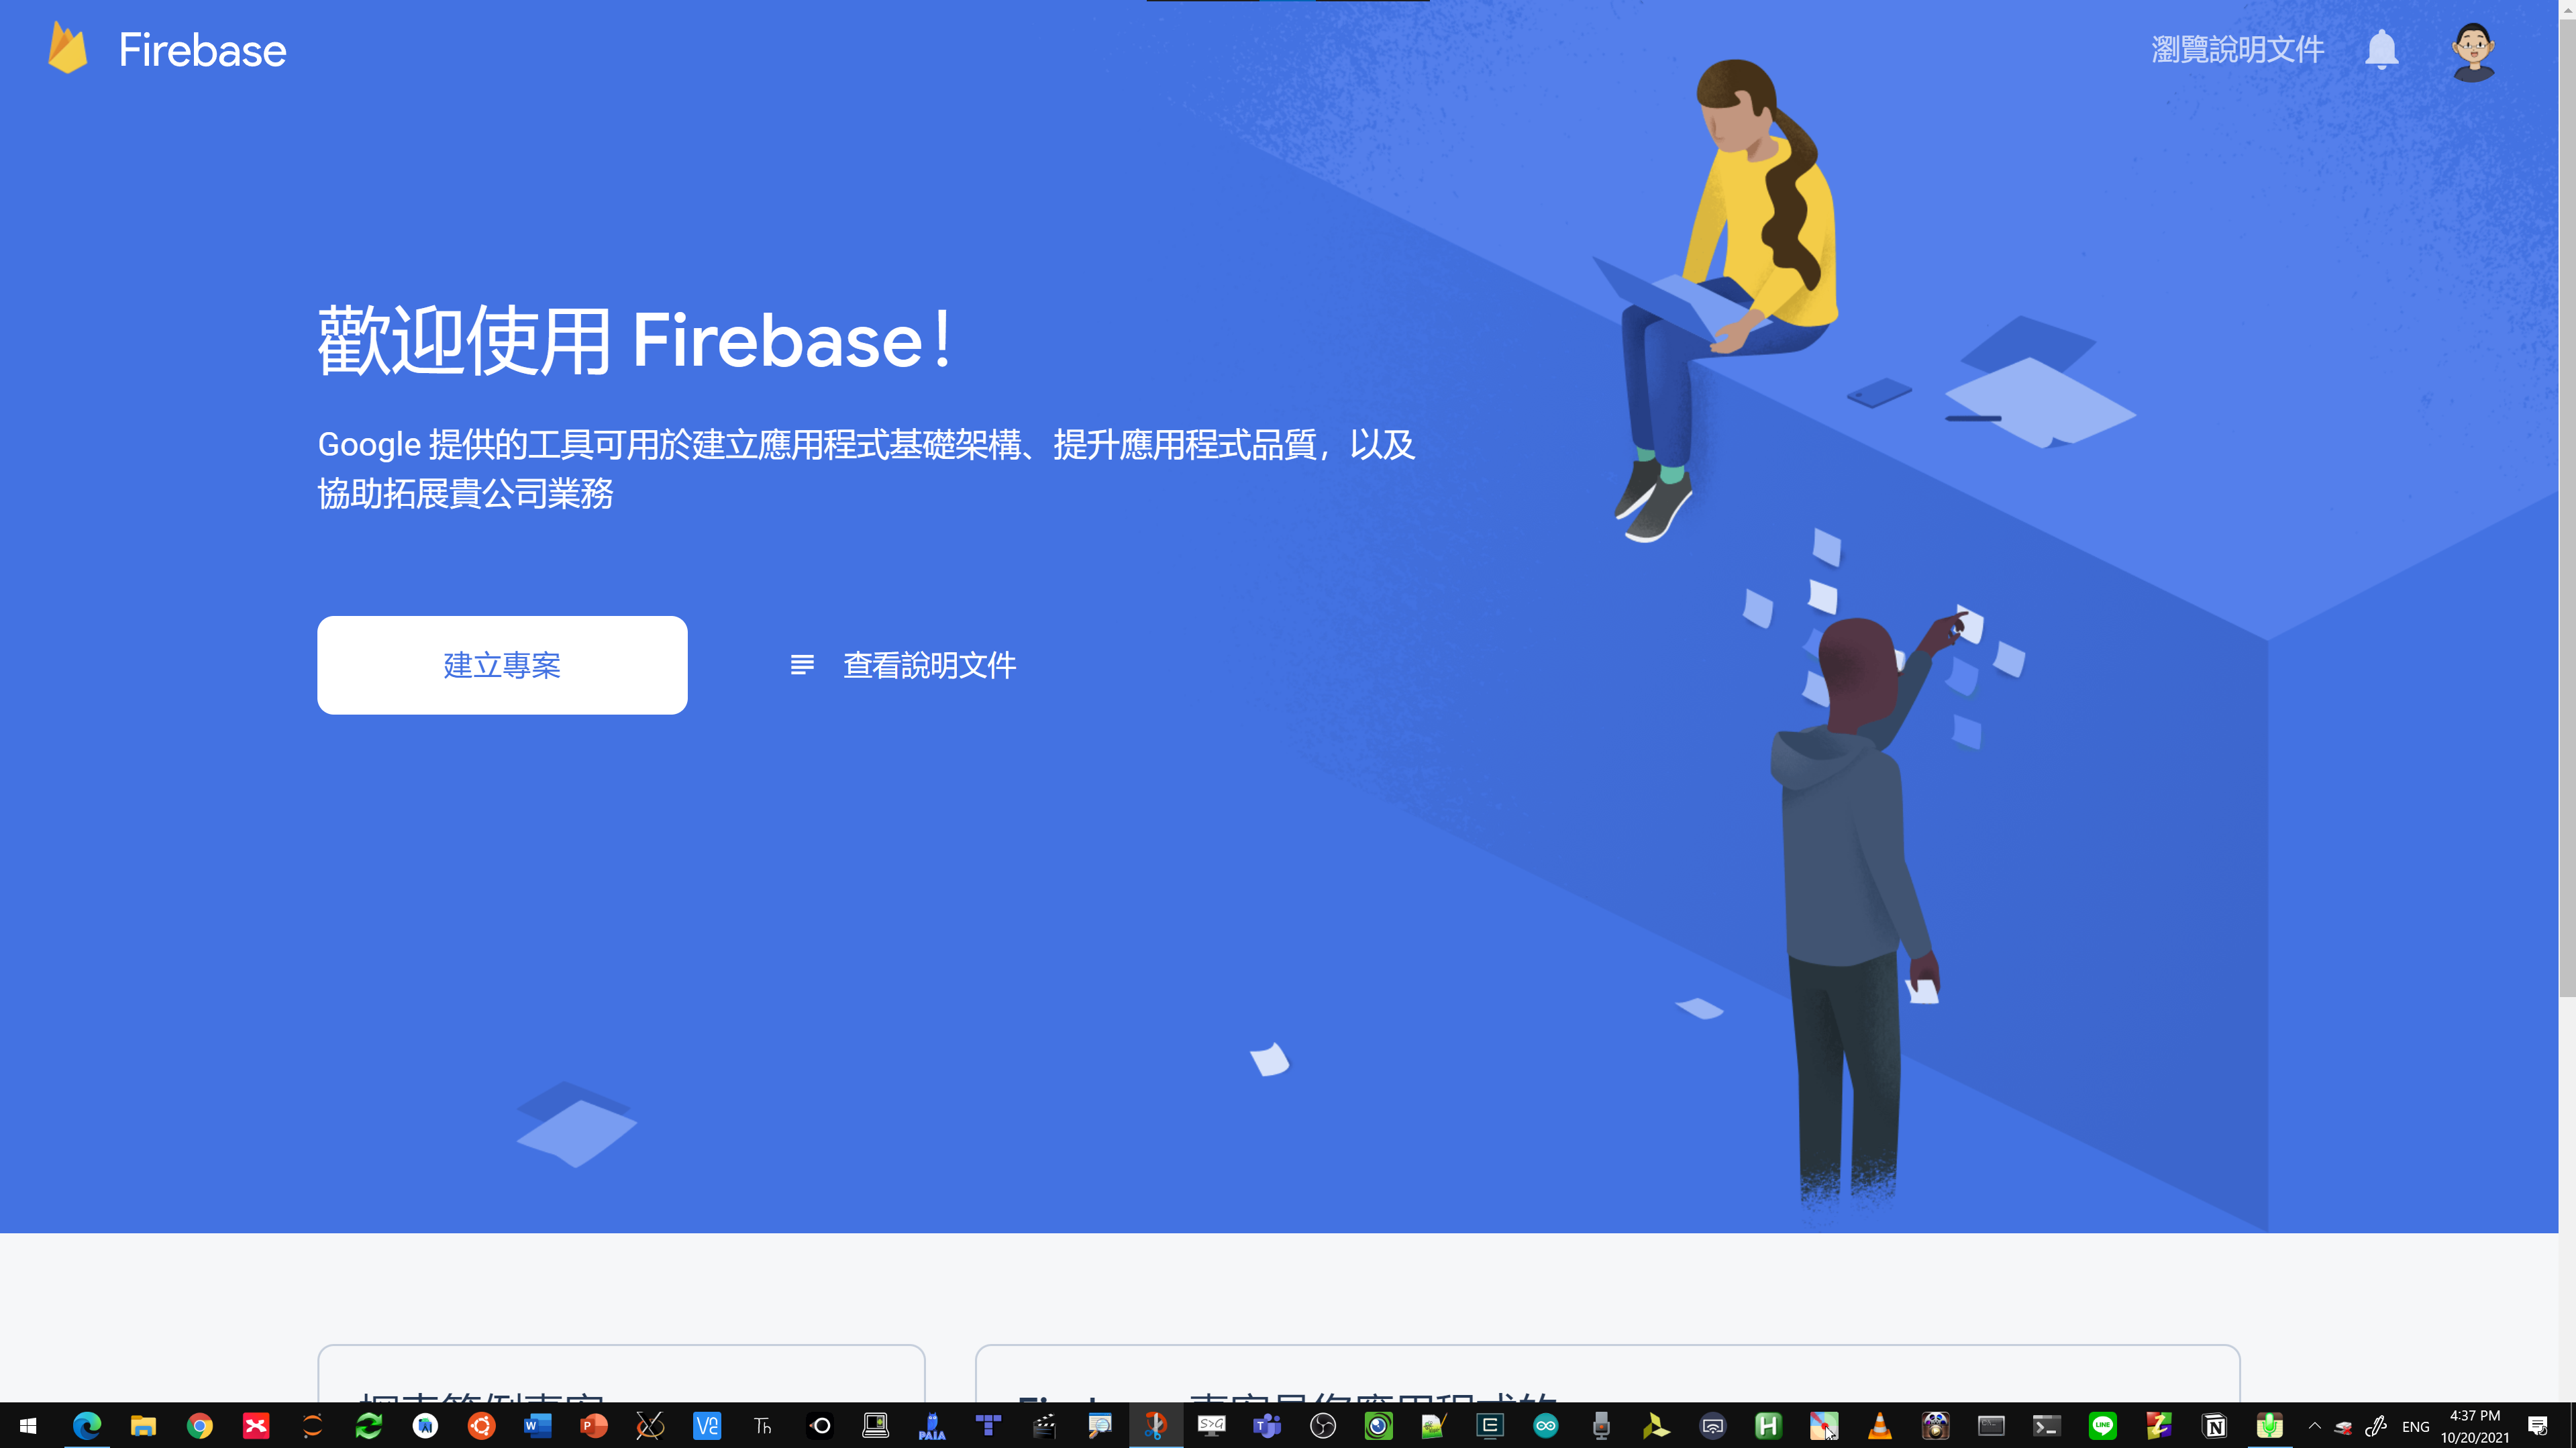 Firebase
瀏覽說明文件
歡迎使用 Firebase！
Google 提供的工具可用於建立應用程式基礎架構、提升應用程式品質，以及
協助拓展貴公司業務
建立專案
查看說明文件
ENG
4:37 PM
10/20/2021